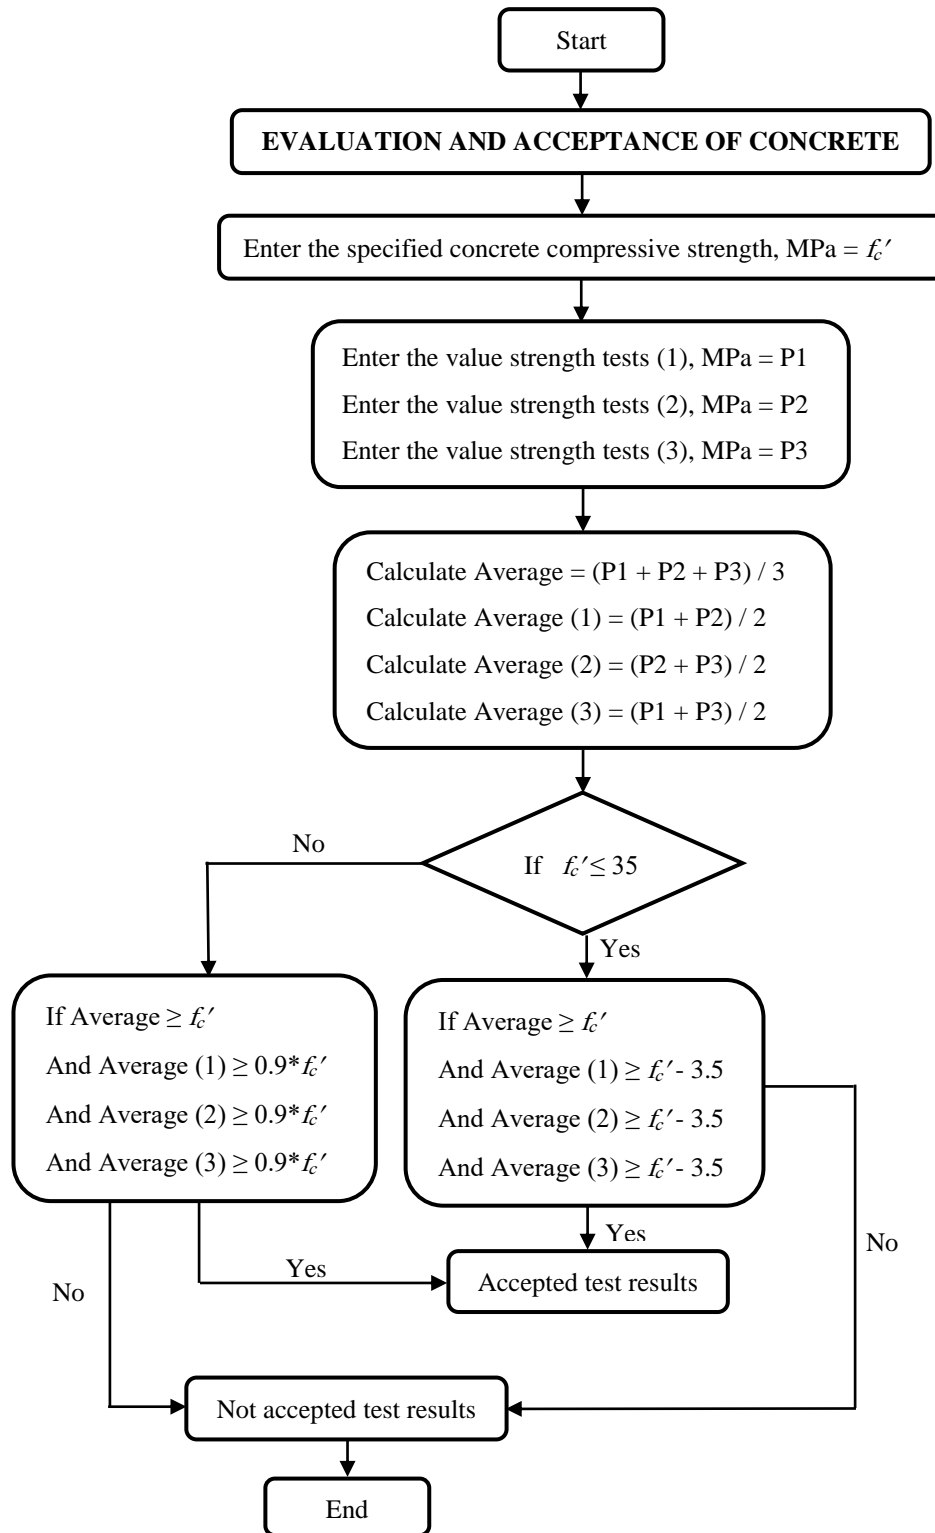 Start
EVALUATION AND ACCEPTANCE OF CONCRETE
Enter the specified concrete compressive strength, MPa = fc′
Enter the value strength tests (1), MPa = P1
Enter the value strength tests (2), MPa = P2
Enter the value strength tests (3), MPa = P3
Calculate Average = (P1 + P2 + P3) / 3
Calculate Average (1) = (P1 + P2) / 2
Calculate Average (2) = (P2 + P3) / 2
Calculate Average (3) = (P1 + P3) / 2
No
If fc′ ≤ 35
Yes
If Average ≥ fc′
And Average (1) ≥ 0.9*fc′
And Average (2) ≥ 0.9*fc′
And Average (3) ≥ 0.9*fc′
If Average ≥ fc′
And Average (1) ≥ fc′ - 3.5
And Average (2) ≥ fc′ - 3.5
And Average (3) ≥ fc′ - 3.5
Yes
No
Yes
Accepted test results
No
Not accepted test results
End